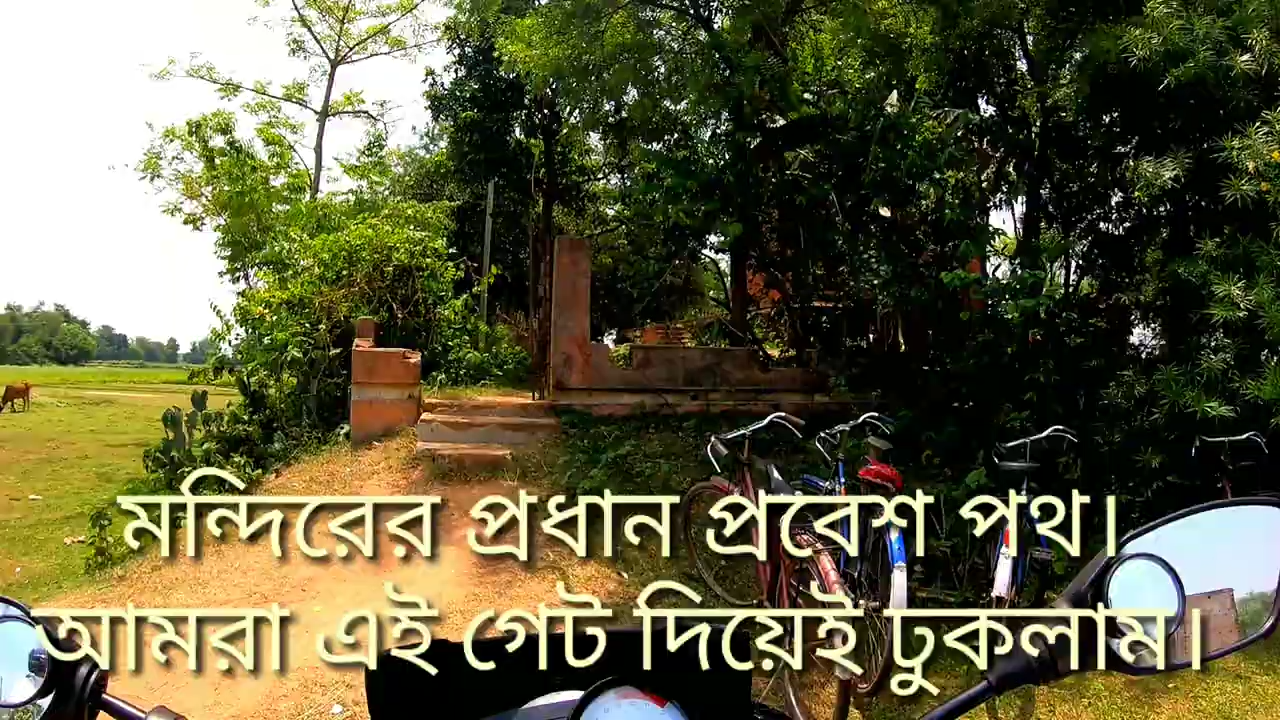 মন্দিরের প্রধান প্রবেশ পথ।
আমরা এই গেট দিয়েই ঢুকলাম।